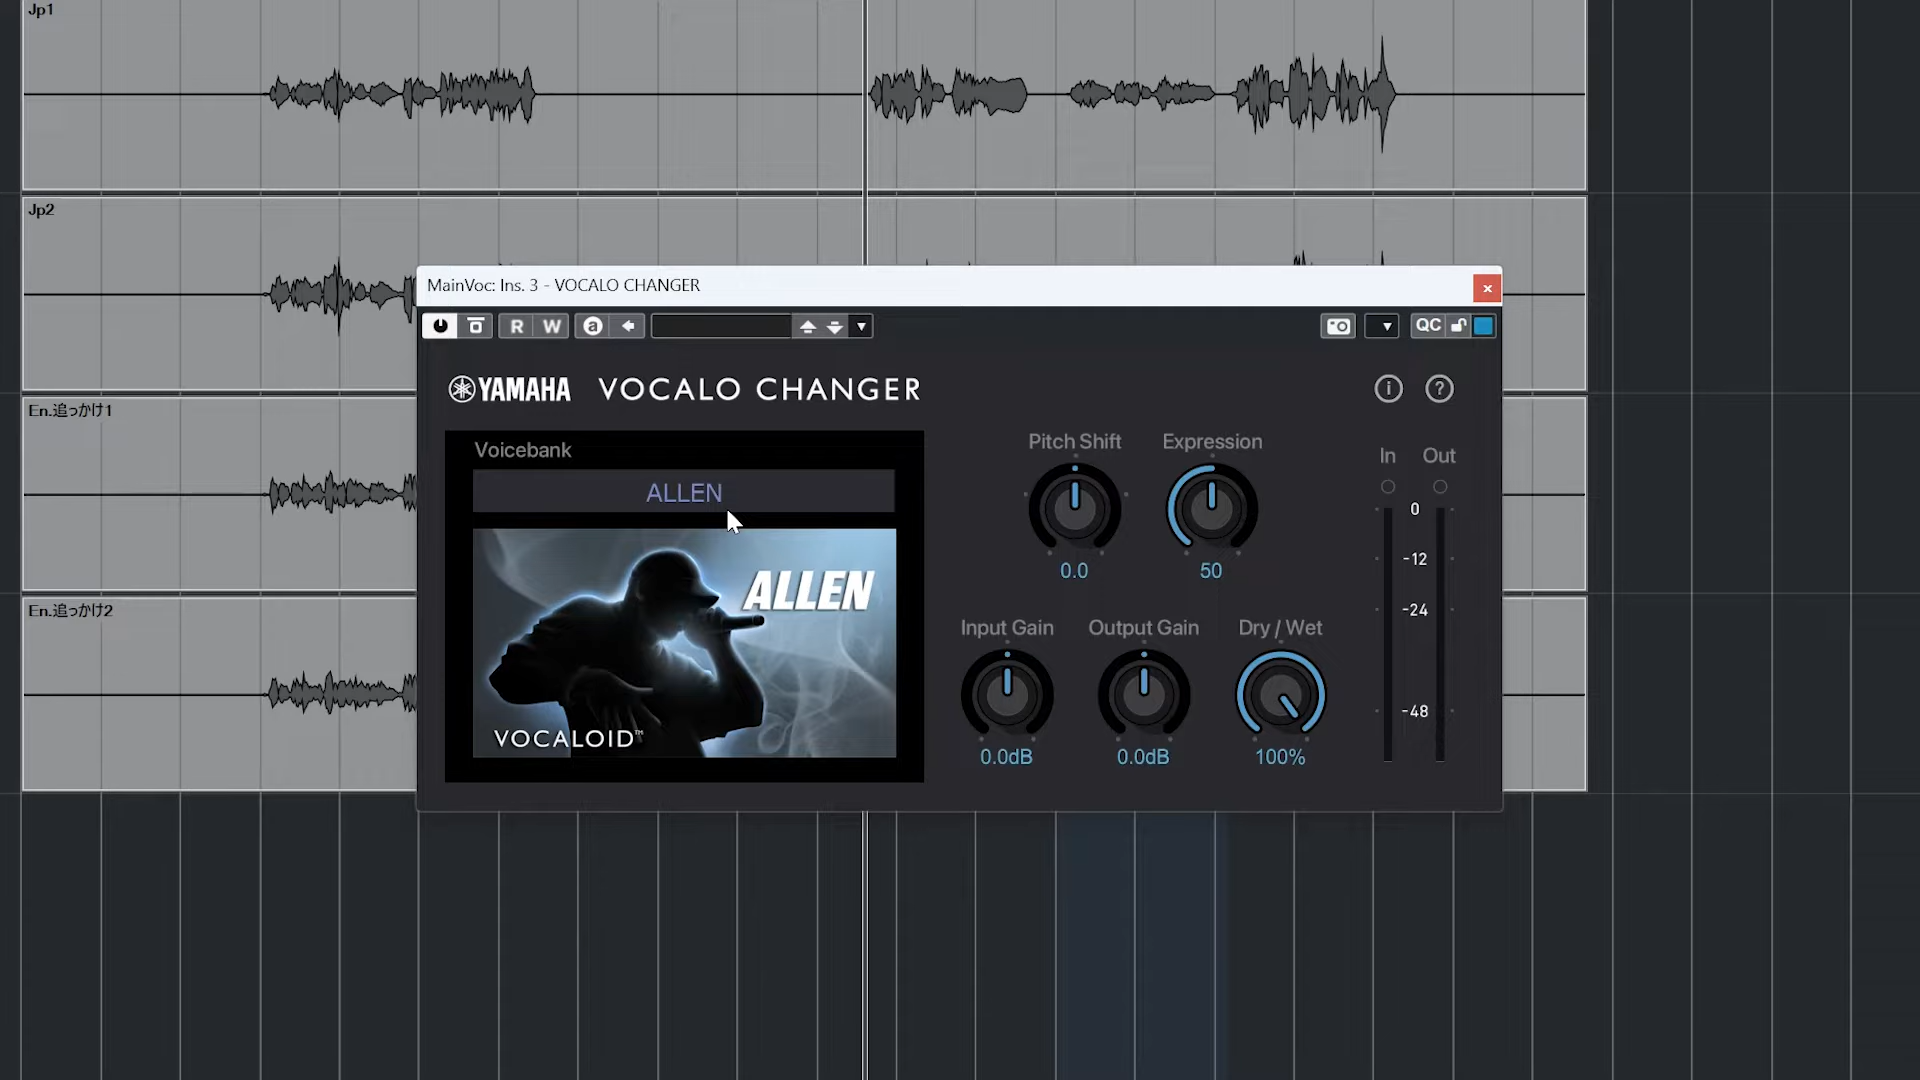 Jp1
Jp2
MainVoc: Ins. 3 - VOCALO CHANGER
R W a QC
YAMAHA VOCALO CHANGER
En.追っかけ1
Voicebank
ALLEN
ALLEN
VOCALOID™
Pitch Shift Expression
0.0 50
Input Gain Output Gain Dry / Wet
0.0dB 0.0dB 100%
In Out
0
-12
-24
-48
En.追っかけ2